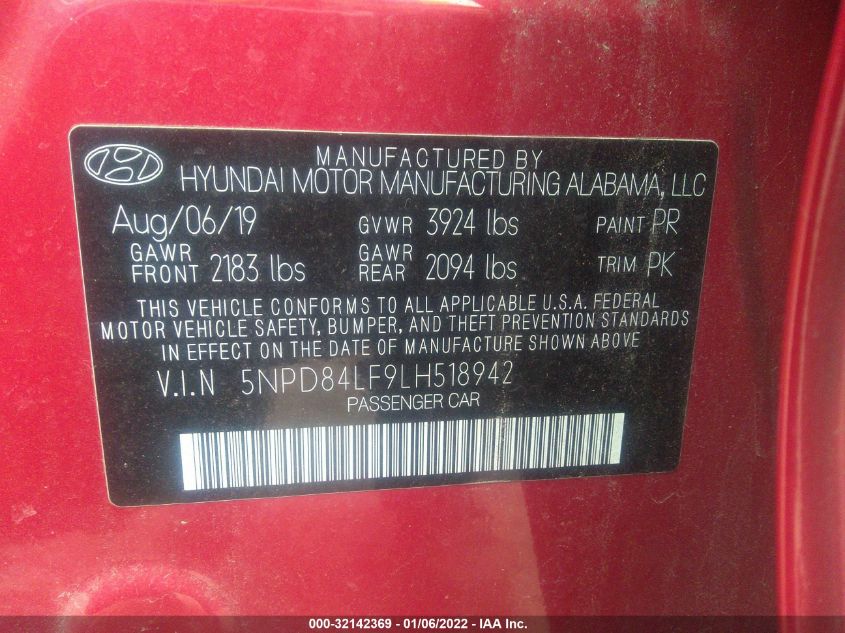 MANUFACTURED BY
HYUNDAI MOTOR MANUFACTURING ALABAMA, LLC
Aug/06/19 GVWR 3924 lbs PAINT PR
GAWR FRONT 2183 lbs GAWR REAR 2094 lbs TRIM PK
THIS VEHICLE CONFORMS TO ALL APPLICABLE U.S.A. FEDERAL
MOTOR VEHICLE SAFETY, BUMPER, AND THEFT PREVENTION STANDARDS
IN EFFECT ON THE DATE OF MANUFACTURE SHOWN ABOVE
V.I.N 5NPD84LF9LH518942
PASSENGER CAR
000-32142369 - 01/06/2022 - IAA Inc.